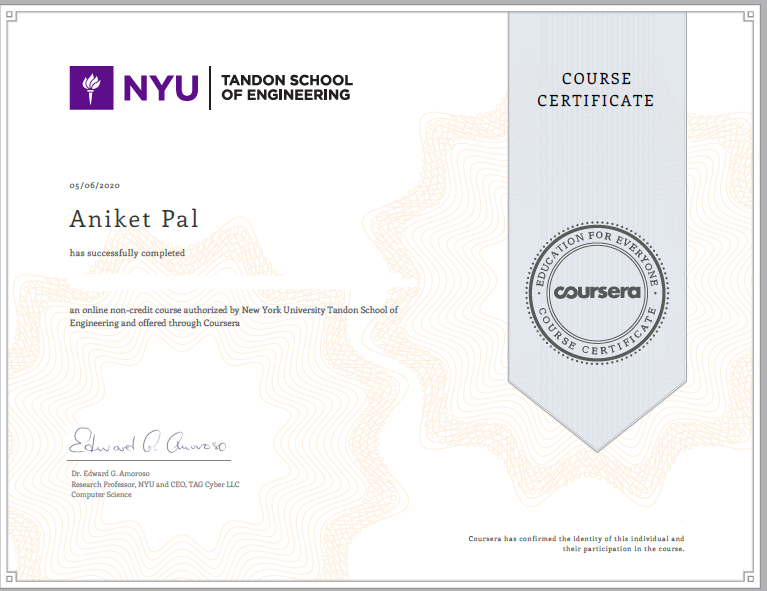 NYU
TANDON SCHOOL
OF ENGINEERING
COURSE
CERTIFICATE
05/06/2020
Aniket Pal
has successfully completed
an online non-credit course authorized by New York University Tandon School of
Engineering and offered through Coursera
EDUCATION FOR EVERYONE
coursera
COURSE CERTIFICATE
Edward G. Amoroso
Dr. Edward G. Amoroso
Research Professor, NYU and CEO, TAG Cyber LLC
Computer Science
Coursera has confirmed the identity of this individual and
their participation in the course.